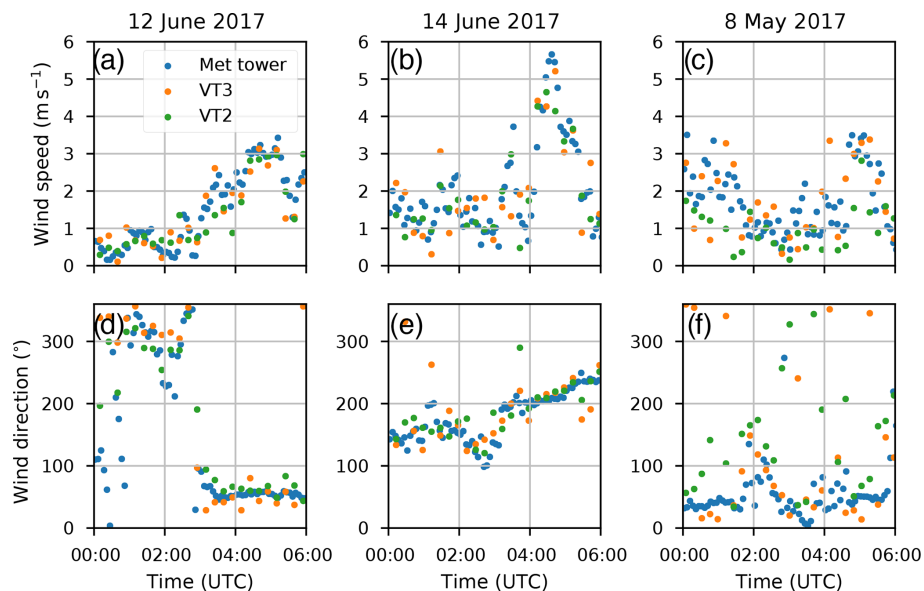 12 June 2017 14 June 2017 8 May 2017
(a) (b) (c)
Wind speed (m s⁻¹)
6 5 4 3 2 1 0
Met tower
VT3
VT2
6 5 4 3 2 1 0
6 5 4 3 2 1 0
(d) (e) (f)
Wind direction (°)
300 200 100 0
300 200 100 0
300 200 100 0
00:00 02:00 04:00 06:00 00:00 02:00 04:00 06:00 00:00 02:00 04:00 06:00
Time (UTC) Time (UTC) Time (UTC)